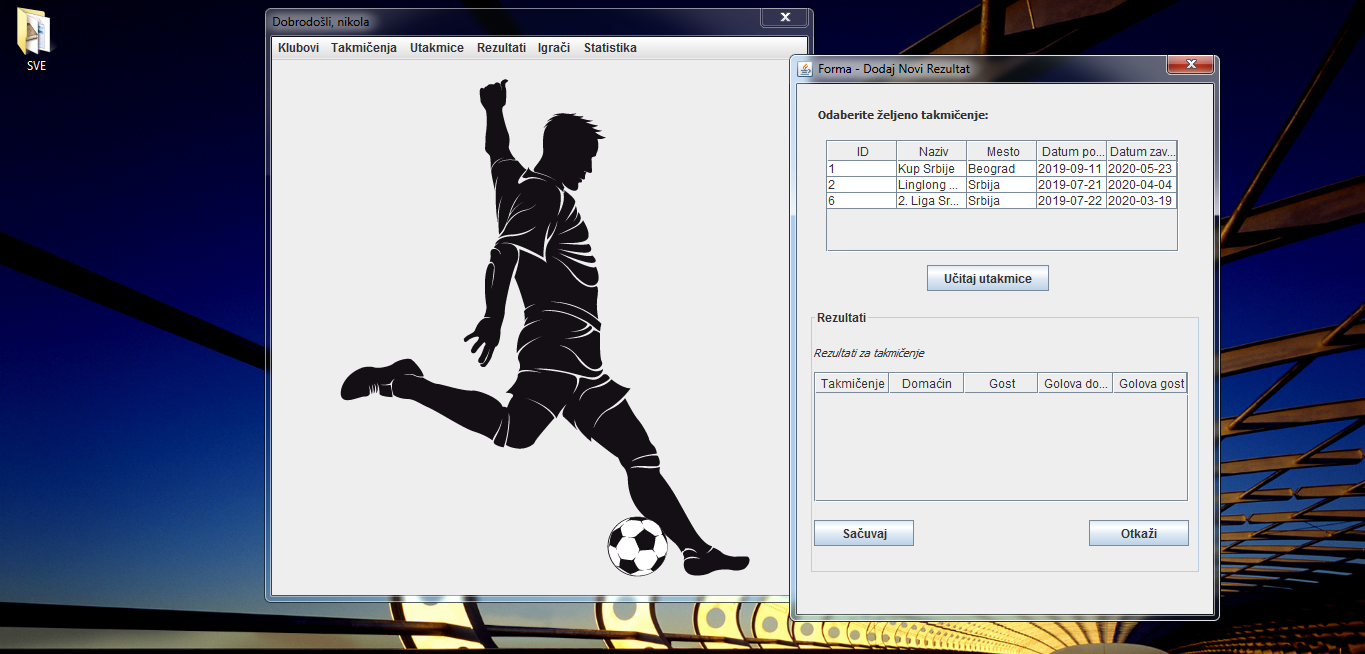 SVE
Dobrodošli, nikola
Klubovi Takmičenja Utakmice Rezultati Igrači Statistika
Forma - Dodaj Novi Rezultat
Odaberite željeno takmičenje:
ID Naziv Mesto Datum po... Datum zav...
1 Kup Srbije Beograd 2019-09-11 2020-05-23
2 Linglong ... Srbija 2019-07-21 2020-04-04
6 2. Liga Sr... Srbija 2019-07-22 2020-03-19
Učitaj utakmice
Rezultati
Rezultati za takmičenje
Takmičenje Domaćin Gost Golova do... Golova gost
Sačuvaj Otkaži